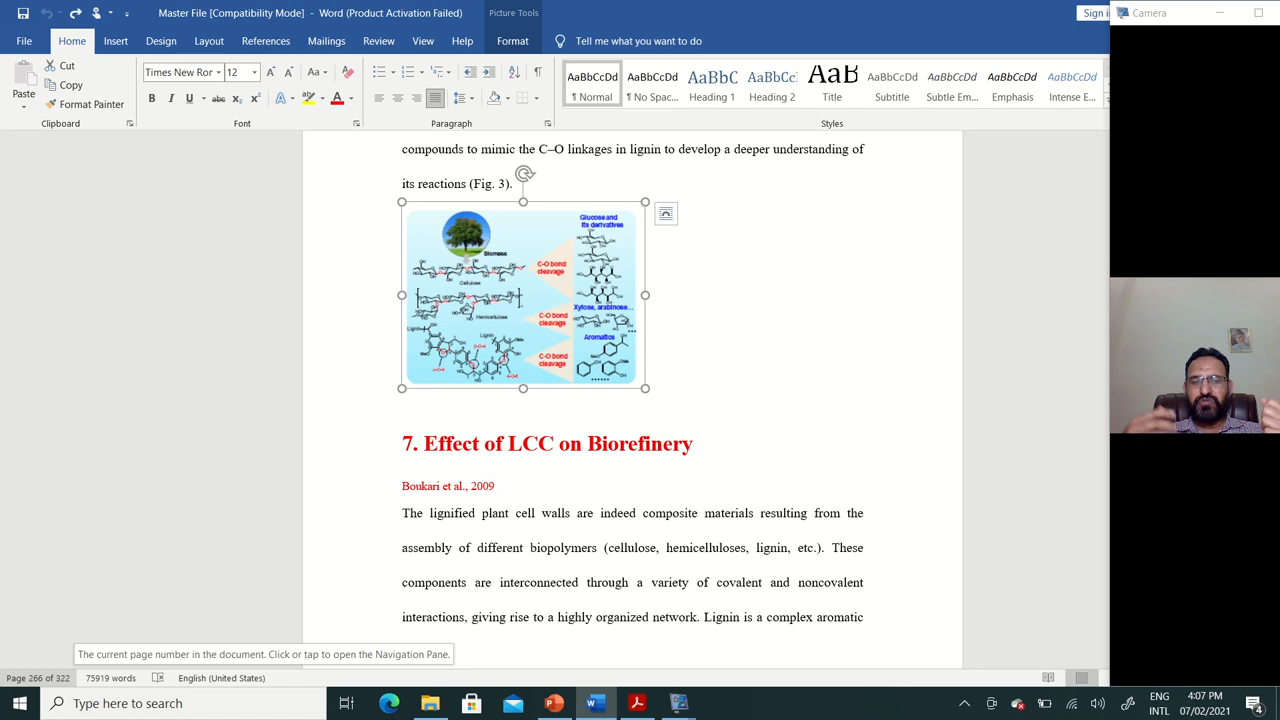 Master File [Compatibility Mode] - Word (Product Activation Failed)
Picture Tools
Sign i
Camera
File Home Insert Design Layout References Mailings Review View Help Format Tell me what you want to do
Cut
Copy
Format Painter
Paste
Clipboard
Times New Ror 12
Font
Paragraph
AaBbCcDd AaBbCcDd AaBbC AaBbCc AaB AaBbCcDd AaBbCcDd AaBbCcDd AaBbCcDd
¶ Normal ¶ No Spac... Heading 1 Heading 2 Title Subtitle Subtle Em... Emphasis Intense E...
Styles
compounds to mimic the C–O linkages in lignin to develop a deeper understanding of
its reactions (Fig. 3).
Glucose and
its derivatives
Biomass
C-O bond
cleavage
Cellulose
Xylose, arabinose...
Hemicellulose
C-O bond
cleavage
Lignin
Lignin
Aromatics
C-O bond
cleavage
7. Effect of LCC on Biorefinery
Boukari et al., 2009
The lignified plant cell walls are indeed composite materials resulting from the
assembly of different biopolymers (cellulose, hemicelluloses, lignin, etc.). These
components are interconnected through a variety of covalent and noncovalent
interactions, giving rise to a highly organized network. Lignin is a complex aromatic
The current page number in the document. Click or tap to open the Navigation Pane.
Page 266 of 322 75919 words English (United States)
Type here to search
ENG
INTL
4:07 PM
07/02/2021
4